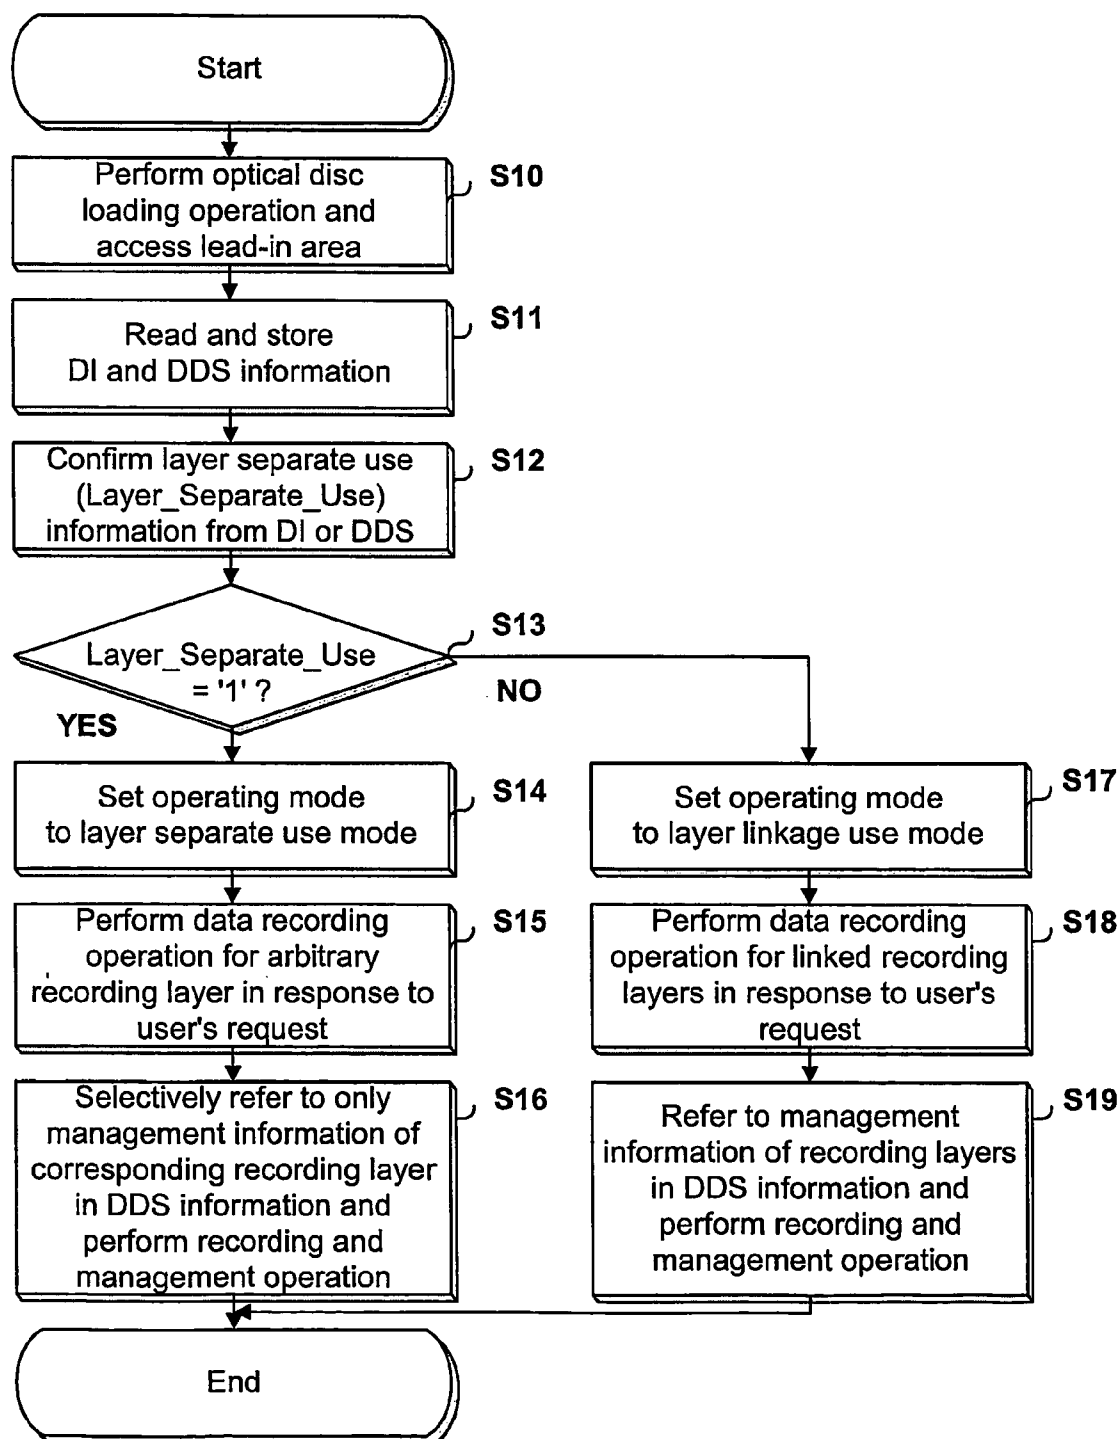 Start
Perform optical disc
loading operation and
access lead-in area
S10
Read and store
DI and DDS information
S11
Confirm layer separate use
(Layer_Separate_Use)
information from DI or DDS
S12
Layer_Separate_Use
= '1' ?
S13
YES
NO
Set operating mode
to layer separate use mode
S14
Perform data recording
operation for arbitrary
recording layer in response to
user's request
S15
Selectively refer to only
management information of
corresponding recording layer
in DDS information and
perform recording and
management operation
S16
Set operating mode
to layer linkage use mode
S17
Perform data recording
operation for linked recording
layers in response to user's
request
S18
Refer to management
information of recording layers
in DDS information and
perform recording and
management operation
S19
End